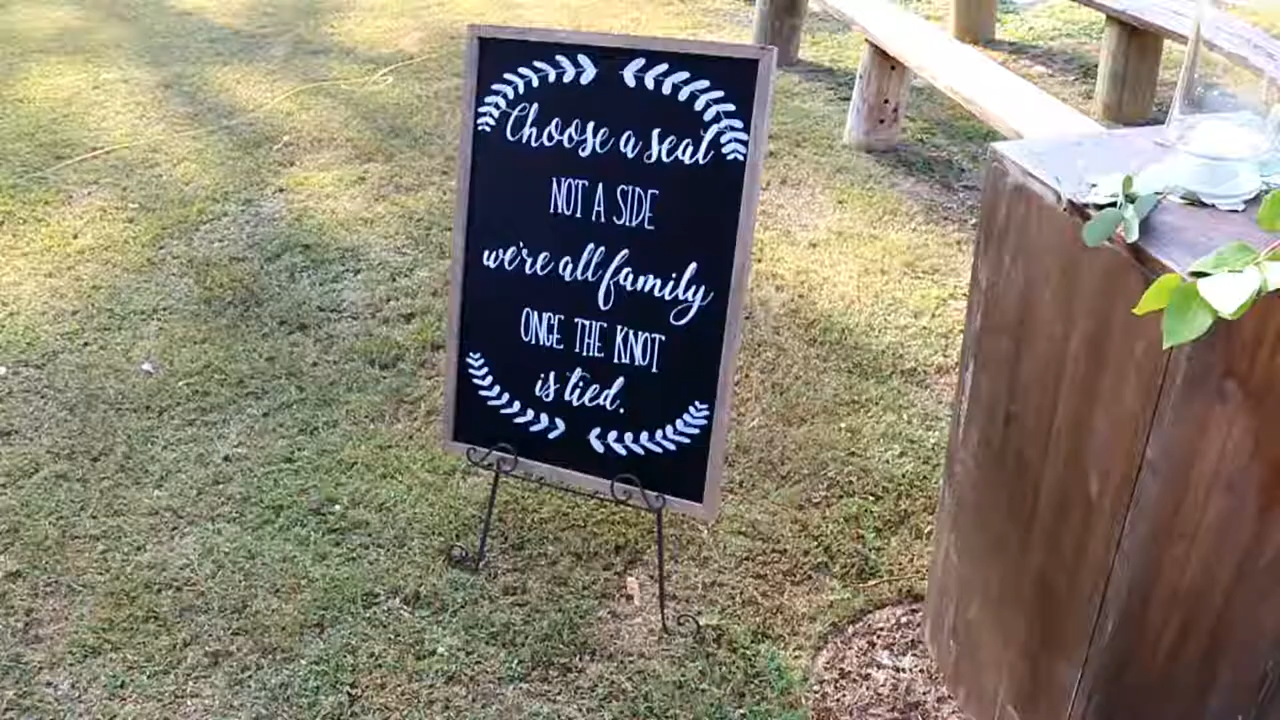 Choose a seat
NOT A SIDE
we're all family
ONCE THE KNOT
is tied.